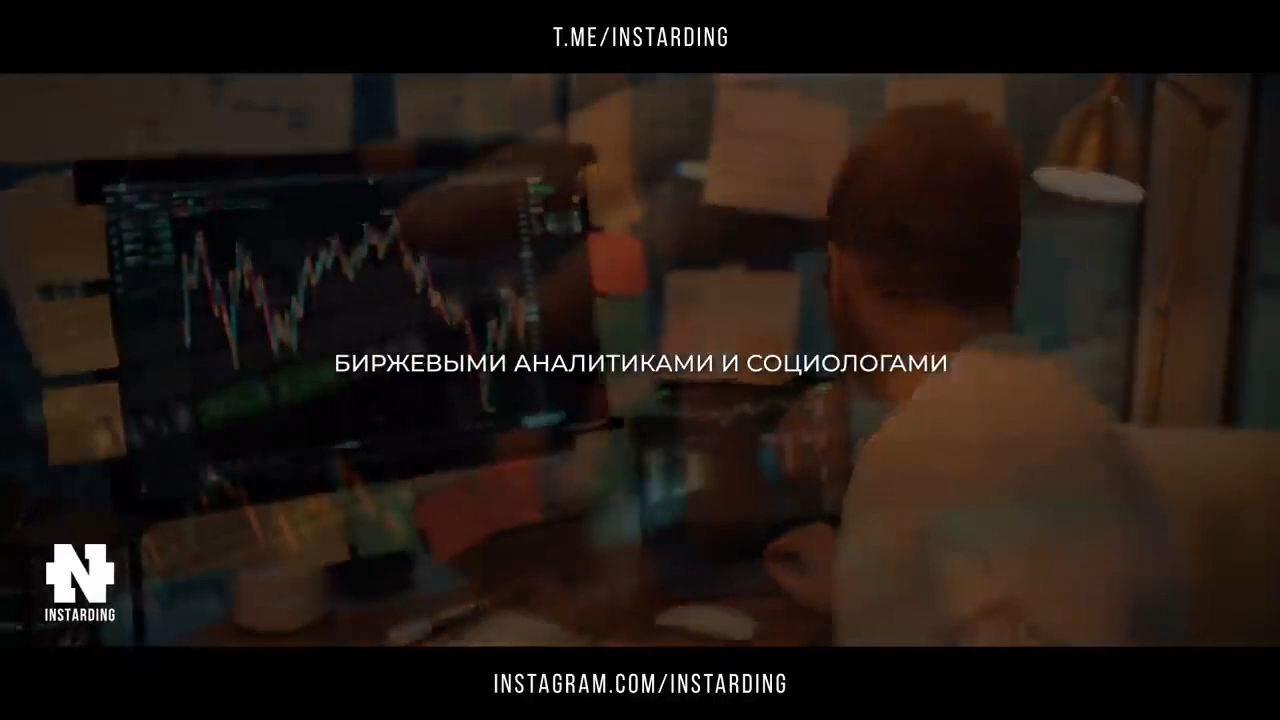 T.ME/INSTARDING
БИРЖЕВЫМИ АНАЛИТИКАМИ И СОЦИОЛОГАМИ
INSTARDING
INSTAGRAM.COM/INSTARDING